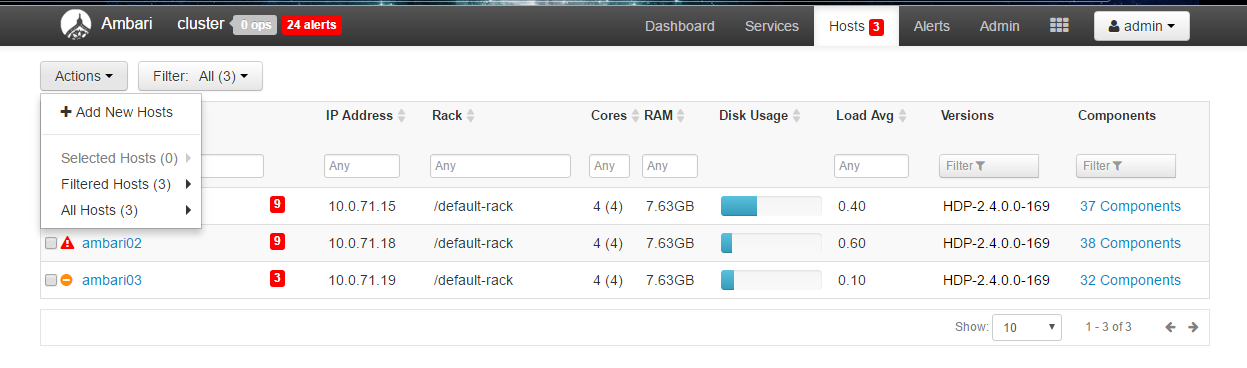 Ambari cluster 0 ops 24 alerts Dashboard Services Hosts 3 Alerts Admin admin
Actions Filter: All (3)
Add New Hosts
Selected Hosts (0)
Filtered Hosts (3)
All Hosts (3)
IP Address Rack Cores RAM Disk Usage Load Avg Versions Components
Any Any Any Any Any Filter Filter
9 10.0.71.15 /default-rack 4 (4) 7.63GB 0.40 HDP-2.4.0.0-169 37 Components
ambari02 9 10.0.71.18 /default-rack 4 (4) 7.63GB 0.60 HDP-2.4.0.0-169 38 Components
ambari03 3 10.0.71.19 /default-rack 4 (4) 7.63GB 0.10 HDP-2.4.0.0-169 32 Components
Show: 10 1 - 3 of 3